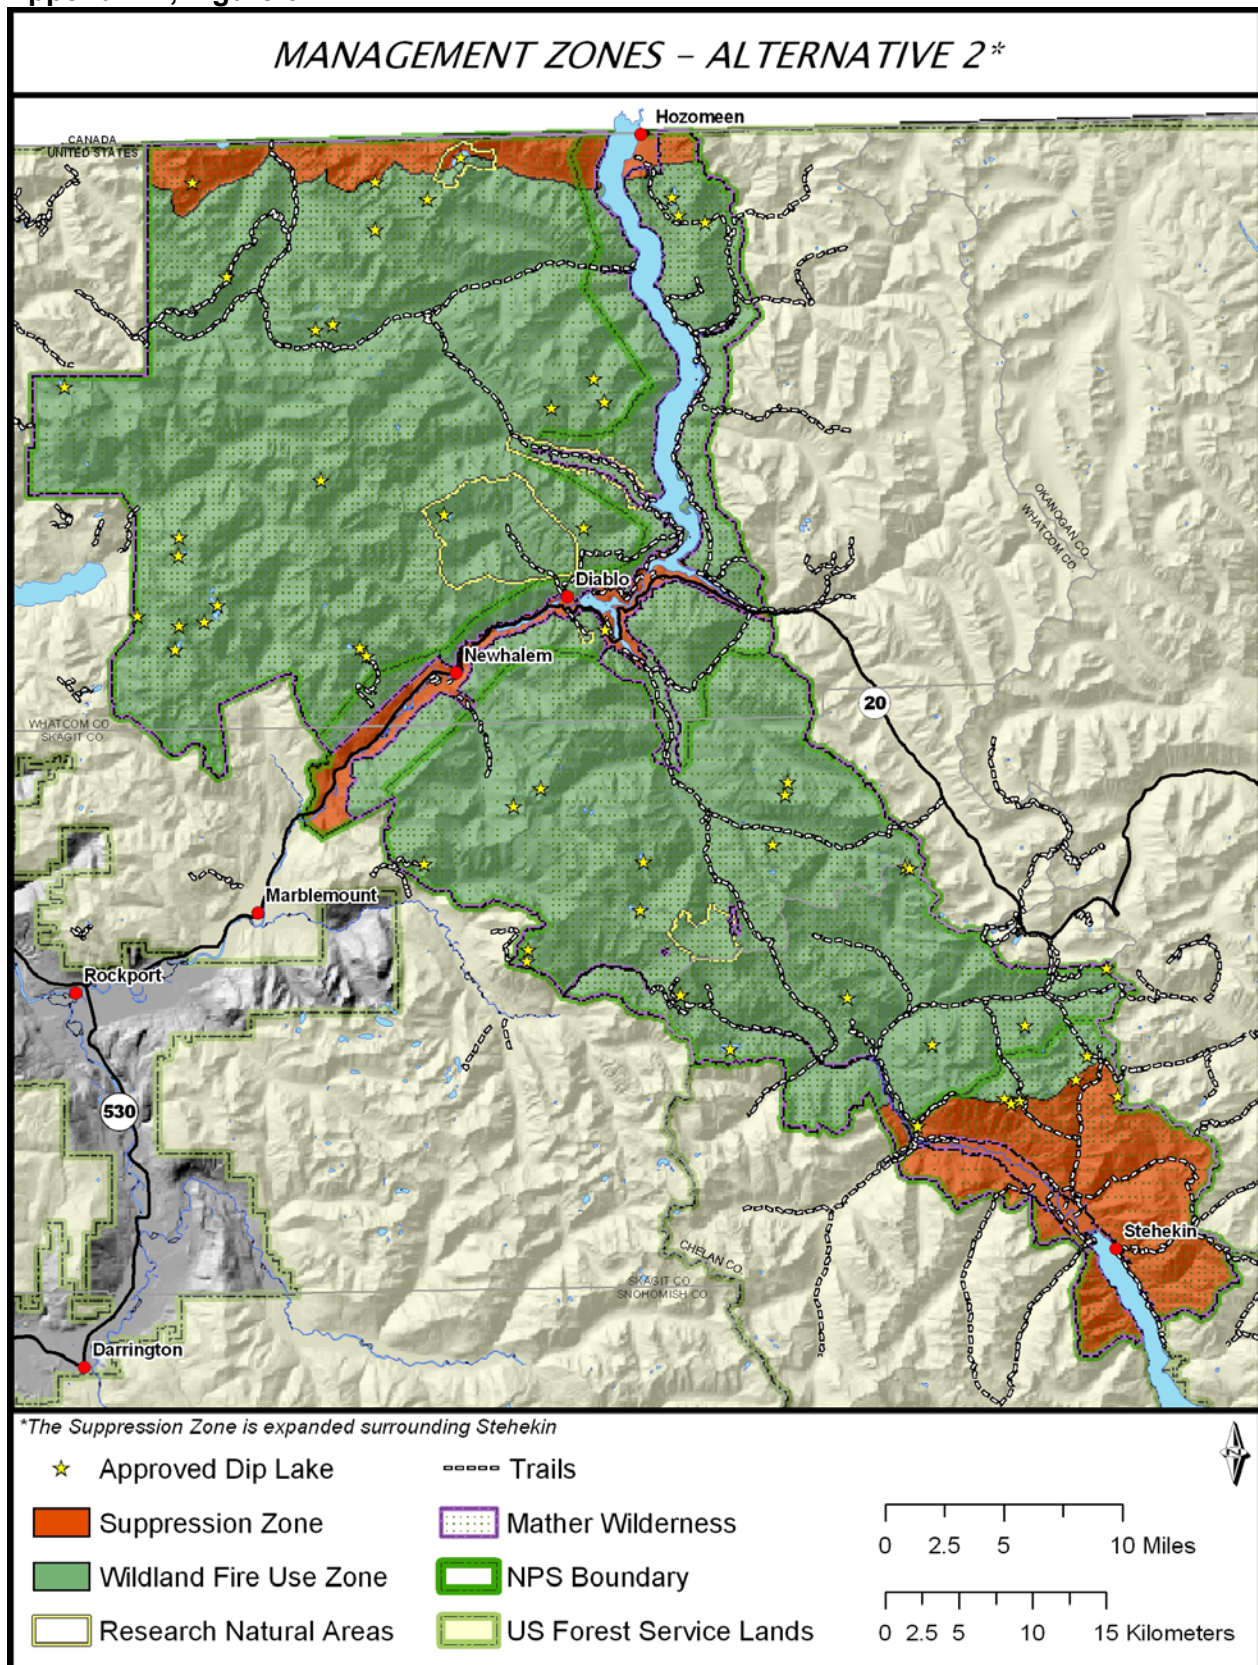 MANAGEMENT ZONES – ALTERNATIVE 2*
Hozomeen
CANADA
UNITED STATES
OKANOGAN CO.
WHATCOM CO.
Diablo
Newhalem
20
WHATCOM CO.
SKAGIT CO.
Marblemount
Rockport
530
Stehekin
CHELAN CO.
SKAGIT CO.
SNOHOMISH CO.
Darrington
*The Suppression Zone is expanded surrounding Stehekin
Approved Dip Lake
Trails
N
Suppression Zone
Mather Wilderness
0 2.5 5 10 Miles
Wildland Fire Use Zone
NPS Boundary
Research Natural Areas
US Forest Service Lands
0 2.5 5 10 15 Kilometers